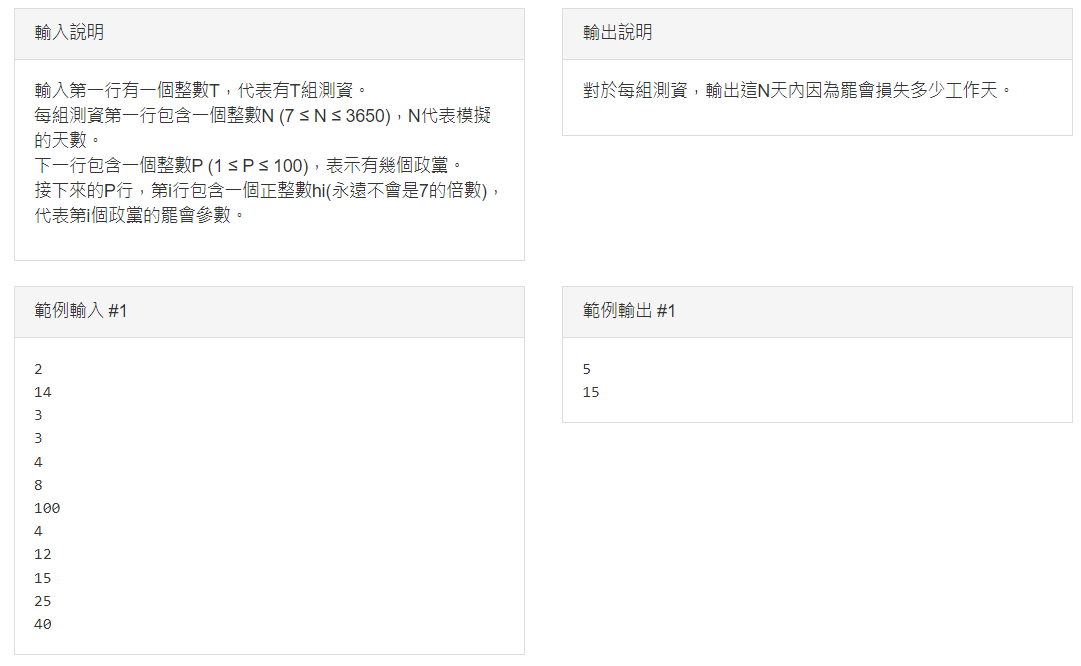 輸入說明
輸入第一行有一個整數T，代表有T組測資。
每組測資第一行包含一個整數N (7 ≤ N ≤ 3650)，N代表模擬
的天數。
下一行包含一個整數P (1 ≤ P ≤ 100)，表示有幾個政黨。
接下來的P行，第i行包含一個正整數hi(永遠不會是7的倍數)，
代表第i個政黨的罷會參數。
輸出說明
對於每組測資，輸出這N天內因為罷會損失多少工作天。
範例輸入 #1
2
14
3
3
4
8
100
4
12
15
25
40
範例輸出 #1
5
15